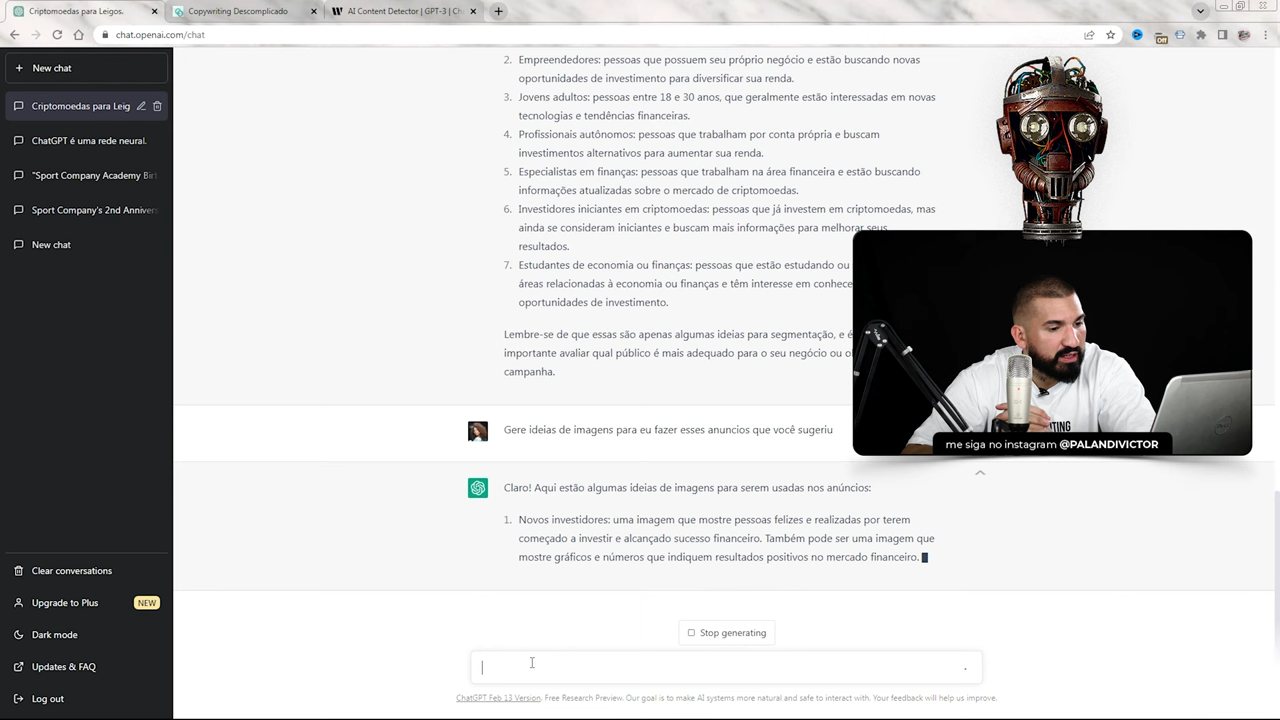 Criptomoedas para Leigos.
Copywriting Descomplicado
AI Content Detector | GPT-3 | Ch
chat.openai.com/chat
Off
New chat
Criptomoedas para Leig
ChatGPT é uma rede neural.
"Sport Company Academy Birt
Sport Company's 2nd Annivers
New chat
Clear conversations
Upgrade to Plus
NEW
Dark mode
Updates & FAQ
Log out
2. Empreendedores: pessoas que possuem seu próprio negócio e estão buscando novas
oportunidades de investimento para diversificar sua renda.
3. Jovens adultos: pessoas entre 18 e 30 anos, que geralmente estão interessadas em novas
tecnologias e tendências financeiras.
4. Profissionais autônomos: pessoas que trabalham por conta própria e buscam
investimentos alternativos para aumentar sua renda.
5. Especialistas em finanças: pessoas que trabalham na área financeira e estão buscando
informações atualizadas sobre o mercado de criptomoedas.
6. Investidores iniciantes em criptomoedas: pessoas que já investem em criptomoedas, mas
ainda se consideram iniciantes e buscam mais informações para melhorar seus
resultados.
7. Estudantes de economia ou finanças: pessoas que estão estudando ou
áreas relacionadas à economia ou finanças e têm interesse em conhece
oportunidades de investimento.
Lembre-se de que essas são apenas algumas ideias para segmentação, e é
importante avaliar qual público é mais adequado para o seu negócio ou o
campanha.
me siga no instagram @PALANDIVICTOR
Gere ideias de imagens para eu fazer esses anuncios que você sugeriu
Claro! Aqui estão algumas ideias de imagens para serem usadas nos anúncios:
1. Novos investidores: uma imagem que mostre pessoas felizes e realizadas por terem
começado a investir e alcançado sucesso financeiro. Também pode ser uma imagem que
mostre gráficos e números que indiquem resultados positivos no mercado financeiro.
Stop generating
ChatGPT Feb 13 Version. Free Research Preview. Our goal is to make AI systems more natural and safe to interact with. Your feedback will help us improve.